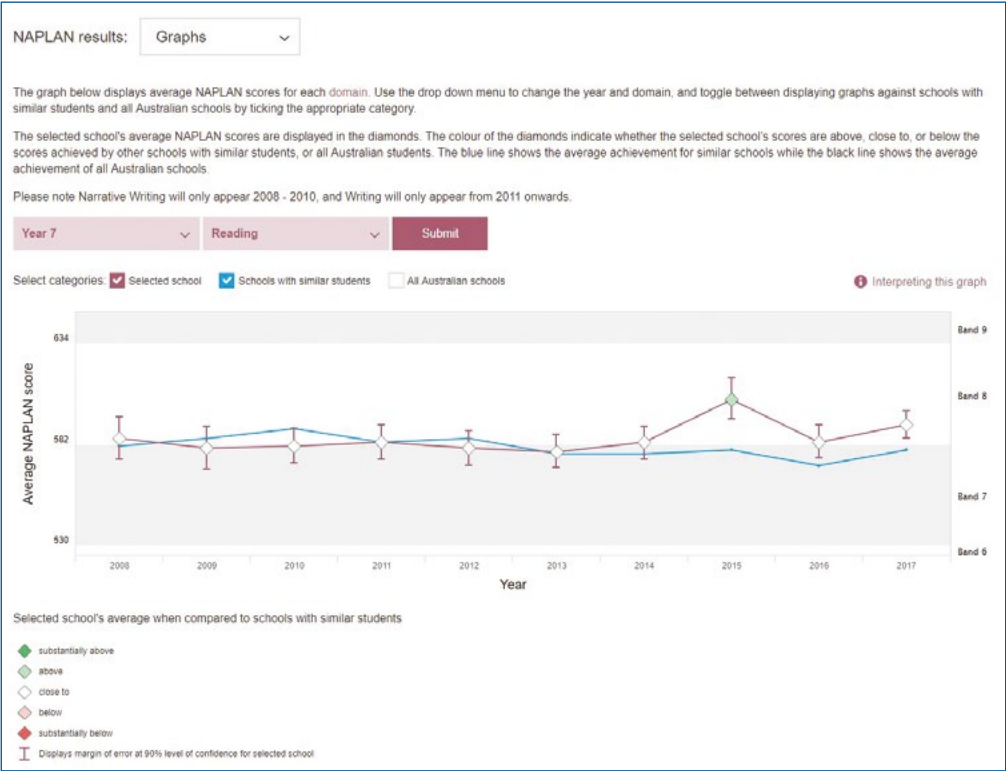 NAPLAN results: Graphs
The graph below displays average NAPLAN scores for each domain. Use the drop down menu to change the year and domain, and toggle between displaying graphs against schools with
similar students and all Australian schools by ticking the appropriate category.
The selected school's average NAPLAN scores are displayed in the diamonds. The colour of the diamonds indicate whether the selected school's scores are above, close to, or below the
scores achieved by other schools with similar students, or all Australian students. The blue line shows the average achievement for similar schools while the black line shows the average
achievement of all Australian schools.
Please note Narrative Writing will only appear 2008 - 2010, and Writing will only appear from 2011 onwards.
Year 7 Reading Submit
Select categories: Selected school Schools with similar students All Australian schools Interpreting this graph
Average NAPLAN score
634
582
530
Band 9
Band 8
Band 7
Band 6
2008 2009 2010 2011 2012 2013 2014 2015 2016 2017
Year
Selected school's average when compared to schools with similar students
substantially above
above
close to
below
substantially below
Displays margin of error at 90% level of confidence for selected school